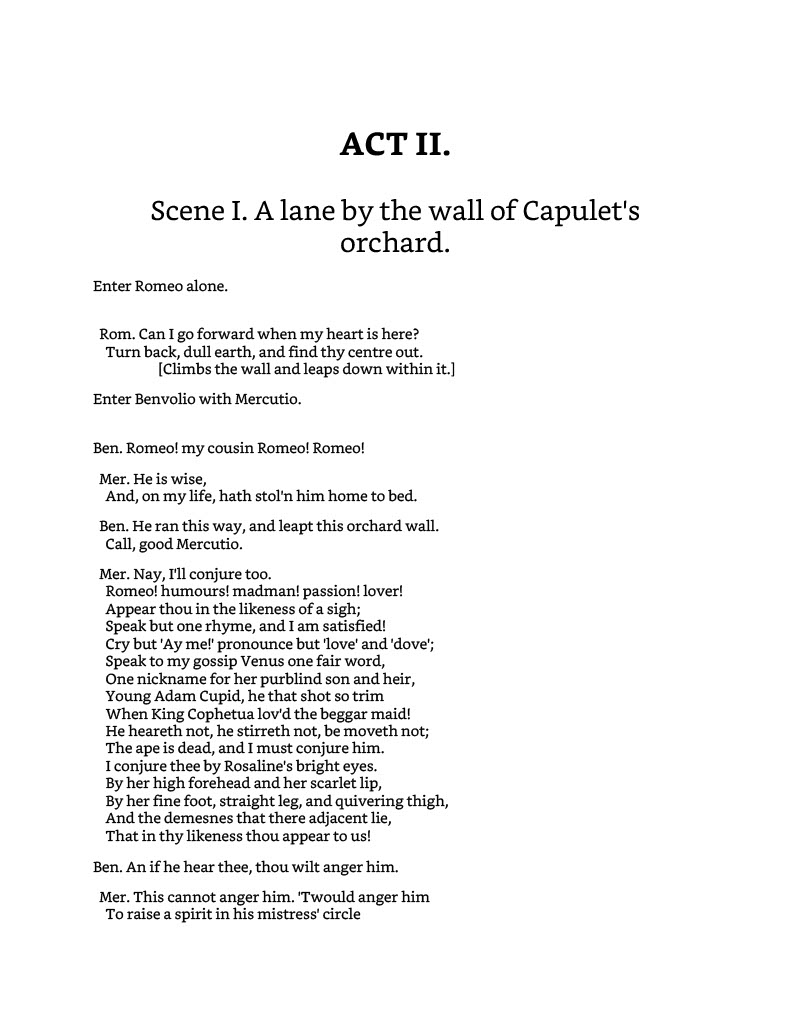 ACT II.
Scene I. A lane by the wall of Capulet's
orchard.
Enter Romeo alone.
Rom. Can I go forward when my heart is here?
Turn back, dull earth, and find thy centre out.
[Climbs the wall and leaps down within it.]
Enter Benvolio with Mercutio.
Ben. Romeo! my cousin Romeo! Romeo!
Mer. He is wise,
And, on my life, hath stol'n him home to bed.
Ben. He ran this way, and leapt this orchard wall.
Call, good Mercutio.
Mer. Nay, I'll conjure too.
Romeo! humours! madman! passion! lover!
Appear thou in the likeness of a sigh;
Speak but one rhyme, and I am satisfied!
Cry but 'Ay me!' pronounce but 'love' and 'dove';
Speak to my gossip Venus one fair word,
One nickname for her purblind son and heir,
Young Adam Cupid, he that shot so trim
When King Cophetua lov'd the beggar maid!
He heareth not, he stirreth not, be moveth not;
The ape is dead, and I must conjure him.
I conjure thee by Rosaline's bright eyes.
By her high forehead and her scarlet lip,
By her fine foot, straight leg, and quivering thigh,
And the demesnes that there adjacent lie,
That in thy likeness thou appear to us!
Ben. An if he hear thee, thou wilt anger him.
Mer. This cannot anger him. 'Twould anger him
To raise a spirit in his mistress' circle